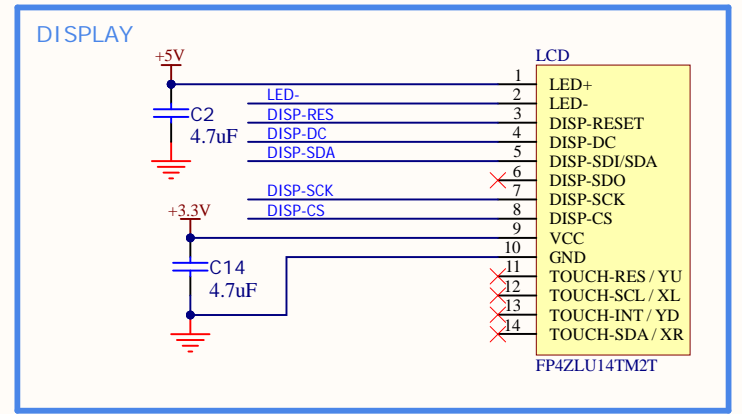 DISPLAY
+5V
LCD
1 LED+
LED- 2 LED-
DISP-RES 3 DISP-RESET
C2
DISP-DC 4 DISP-DC
4.7uF
DISP-SDA 5 DISP-SDI/SDA
6 DISP-SDO
DISP-SCK 7 DISP-SCK
+3.3V
DISP-CS 8 DISP-CS
9 VCC
10 GND
C14
11 TOUCH-RES / YU
4.7uF
12 TOUCH-SCL / XL
13 TOUCH-INT / YD
14 TOUCH-SDA / XR
FP4ZLU14TM2T